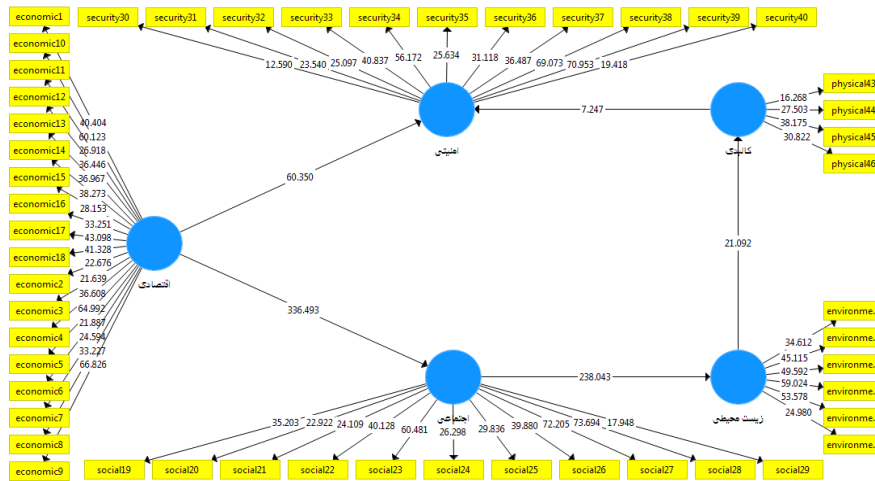 economic1
economic10
economic11
economic12
economic13
economic14
economic15
economic16
economic17
economic18
economic2
economic3
economic4
economic5
economic6
economic7
economic8
economic9
40.404
60.123
26.918
36.446
36.967
38.273
28.153
33.251
43.098
41.328
22.676
21.639
36.608
64.992
21.887
24.594
33.227
66.826
اقتصادی
security30 security31 security32 security33 security34 security35 security36 security37 security38 security39 security40
12.590 23.540 25.097 40.837 56.172 25.634 31.118 36.487 69.073 70.953 19.418
امنیتی
60.350
7.247
physical43
physical44
physical45
physical46
16.268
27.503
38.175
30.822
کالبدی
21.092
336.493
238.043
environme.
environme.
environme.
environme.
environme.
environme.
34.612
45.115
49.592
59.024
53.578
24.980
زیست محیطی
اجتماعی
35.203 22.922 24.109 40.128 60.481 26.298 29.836 39.880 72.205 73.694 17.948
social19 social20 social21 social22 social23 social24 social25 social26 social27 social28 social29